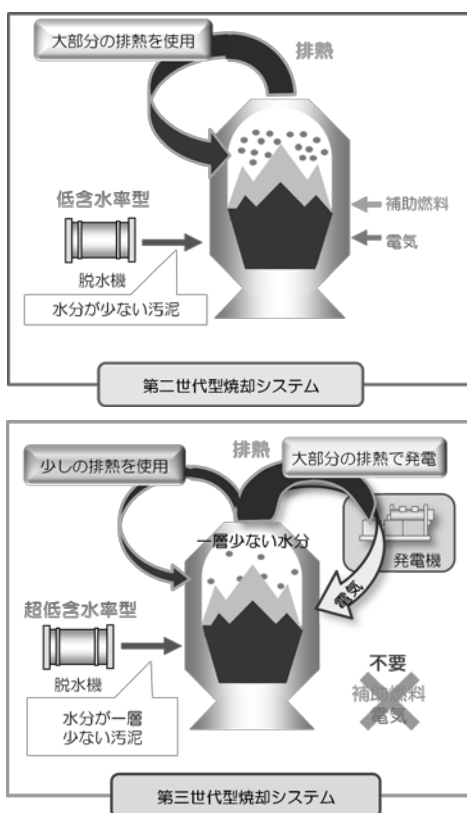 大部分の排熱を使用
排熱
低含水率型
補助燃料
電気
脱水機
水分が少ない汚泥
第二世代型焼却システム
排熱
少しの排熱を使用
大部分の排熱で発電
一層少ない水分
発電機
電気
超低含水率型
脱水機
不要
補助燃料
電気
水分が一層
少ない汚泥
第三世代型焼却システム